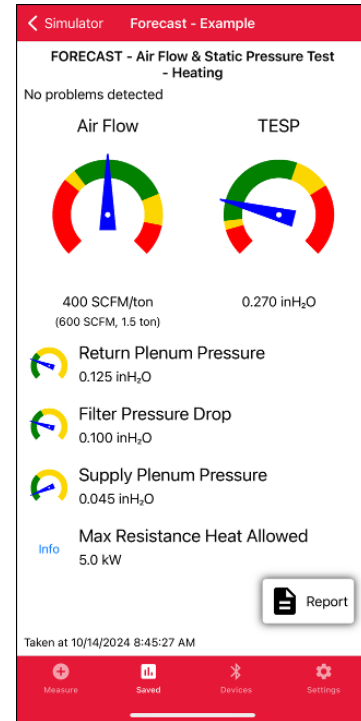 Simulator Forecast - Example
FORECAST - Air Flow & Static Pressure Test
- Heating
No problems detected
Air Flow TESP
400 SCFM/ton 0.270 inH₂O
(600 SCFM, 1.5 ton)
Return Plenum Pressure
0.125 inH₂O
Filter Pressure Drop
0.100 inH₂O
Supply Plenum Pressure
0.045 inH₂O
Max Resistance Heat Allowed
Info
5.0 kW
Report
Taken at 10/14/2024 8:45:27 AM
Measure Saved Devices Settings